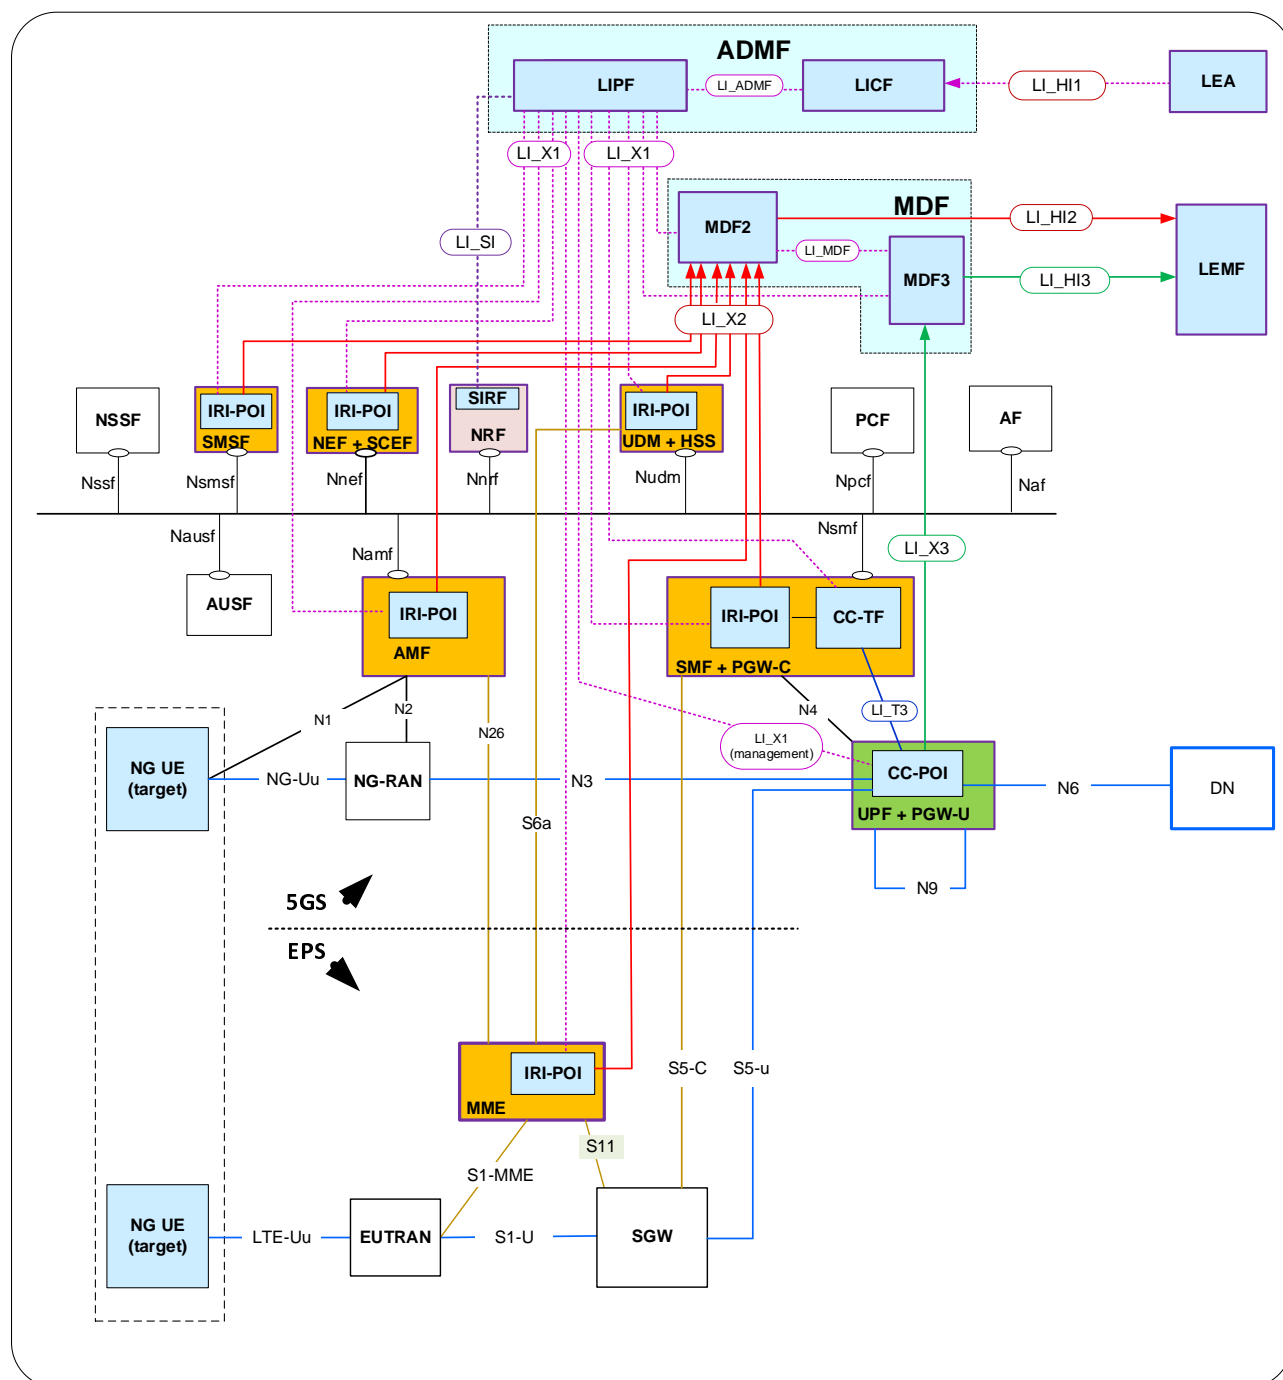 ADMF
LIPF
LI_ADMF
LICF
LI_HI1
LEA
LI_X1
LI_X1
MDF
MDF2
LI_HI2
LI_SI
LI_MDF
LEMF
MDF3
LI_HI3
LI_X2
NSSF
IRI-POI
SMSF
IRI-POI
NEF + SCEF
SIRF
NRF
IRI-POI
UDM + HSS
PCF
AF
Nssf
Nsmsf
Nnef
Nnrf
Nudm
Npcf
Naf
Nausf
Namf
Nsmf
LI_X3
AUSF
IRI-POI
AMF
IRI-POI
CC-TF
SMF + PGW-C
N1
N2
N26
N4
LI_T3
LI_X1
(management)
NG UE
(target)
NG-Uu
NG-RAN
N3
CC-POI
UPF + PGW-U
N6
DN
S6a
N9
5GS
EPS
IRI-POI
MME
S5-C
S5-u
S11
S1-MME
NG UE
(target)
LTE-Uu
EUTRAN
S1-U
SGW